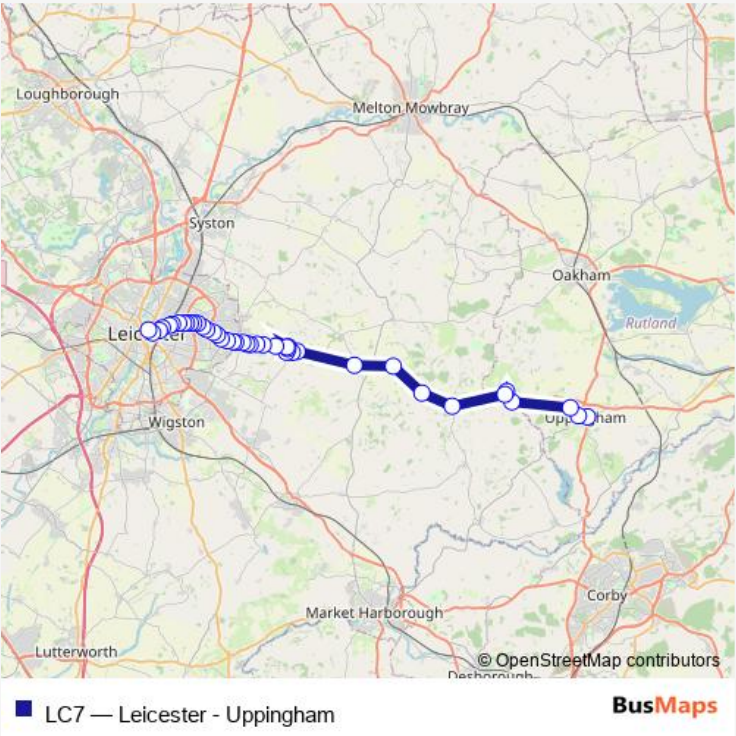 Loughborough
Melton Mowbray
Syston
Oakham
Rutland
Leicester
Wigston
Uppingham
Corby
Market Harborough
Lutterworth
© OpenStreetMap contributors
Desborough
LC7 — Leicester - Uppingham
BusMaps